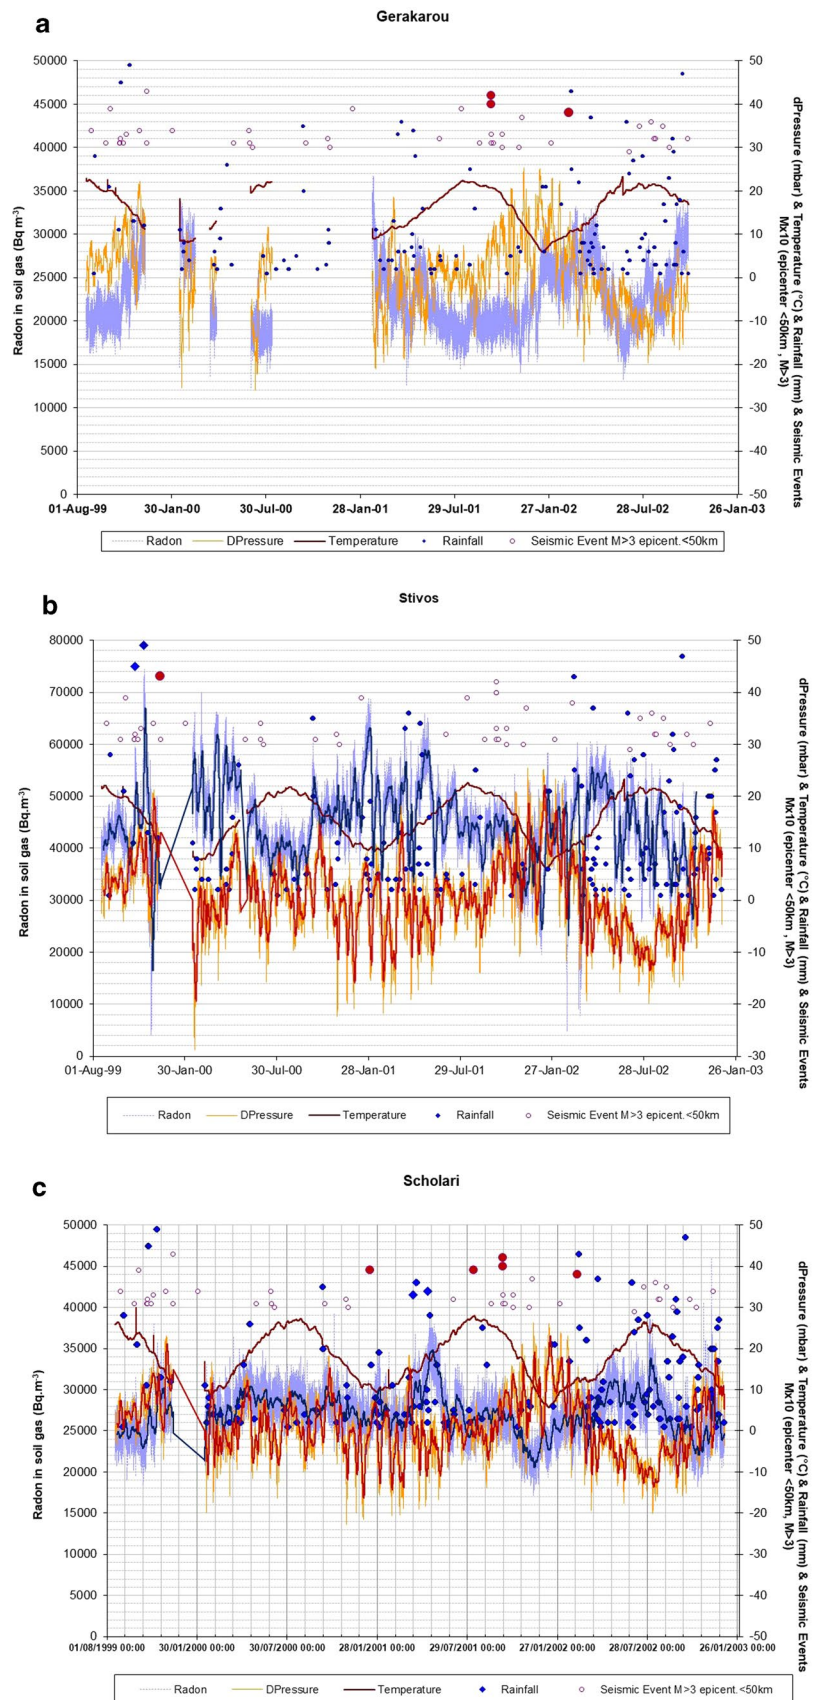 a
Gerakarou
50000
45000
40000
35000
30000
25000
20000
15000
10000
5000
0
Radon in soil gas (Bq m⁻³)
50
40
30
20
10
0
-10
-20
-30
-40
-50
dPressure (mbar) & Temperature (°C) & Rainfall (mm) & Seismic Events
Mx10 (epicenter <50km , M>3)
01-Aug-99 30-Jan-00 30-Jul-00 28-Jan-01 29-Jul-01 27-Jan-02 28-Jul-02 26-Jan-03
Radon DPressure Temperature Rainfall Seismic Event M>3 epicent.<50km
b
Stivos
80000
70000
60000
50000
40000
30000
20000
10000
0
Radon in soil gas (Bq.m⁻³)
50
40
30
20
10
0
-10
-20
-30
dPressure (mbar) & Temperature (°C) & Rainfall (mm) & Seismic Events
Mx10 (epicenter <50km , M>3)
01-Aug-99 30-Jan-00 30-Jul-00 28-Jan-01 29-Jul-01 27-Jan-02 28-Jul-02 26-Jan-03
Radon DPressure Temperature Rainfall Seismic Event M>3 epicent.<50km
c
Scholari
50000
45000
40000
35000
30000
25000
20000
15000
10000
5000
0
Radon in soil gas (Bq.m⁻³)
50
40
30
20
10
0
-10
-20
-30
-40
-50
dPressure (mbar) & Temperature (°C) & Rainfall (mm) & Seismic Events
Mx10 (epicenter <50km, M>3)
01/08/1999 00:00 30/01/2000 00:00 30/07/2000 00:00 28/01/2001 00:00 29/07/2001 00:00 27/01/2002 00:00 28/07/2002 00:00 26/01/2003 00:00
Radon DPressure Temperature Rainfall Seismic Event M>3 epicent.<50km